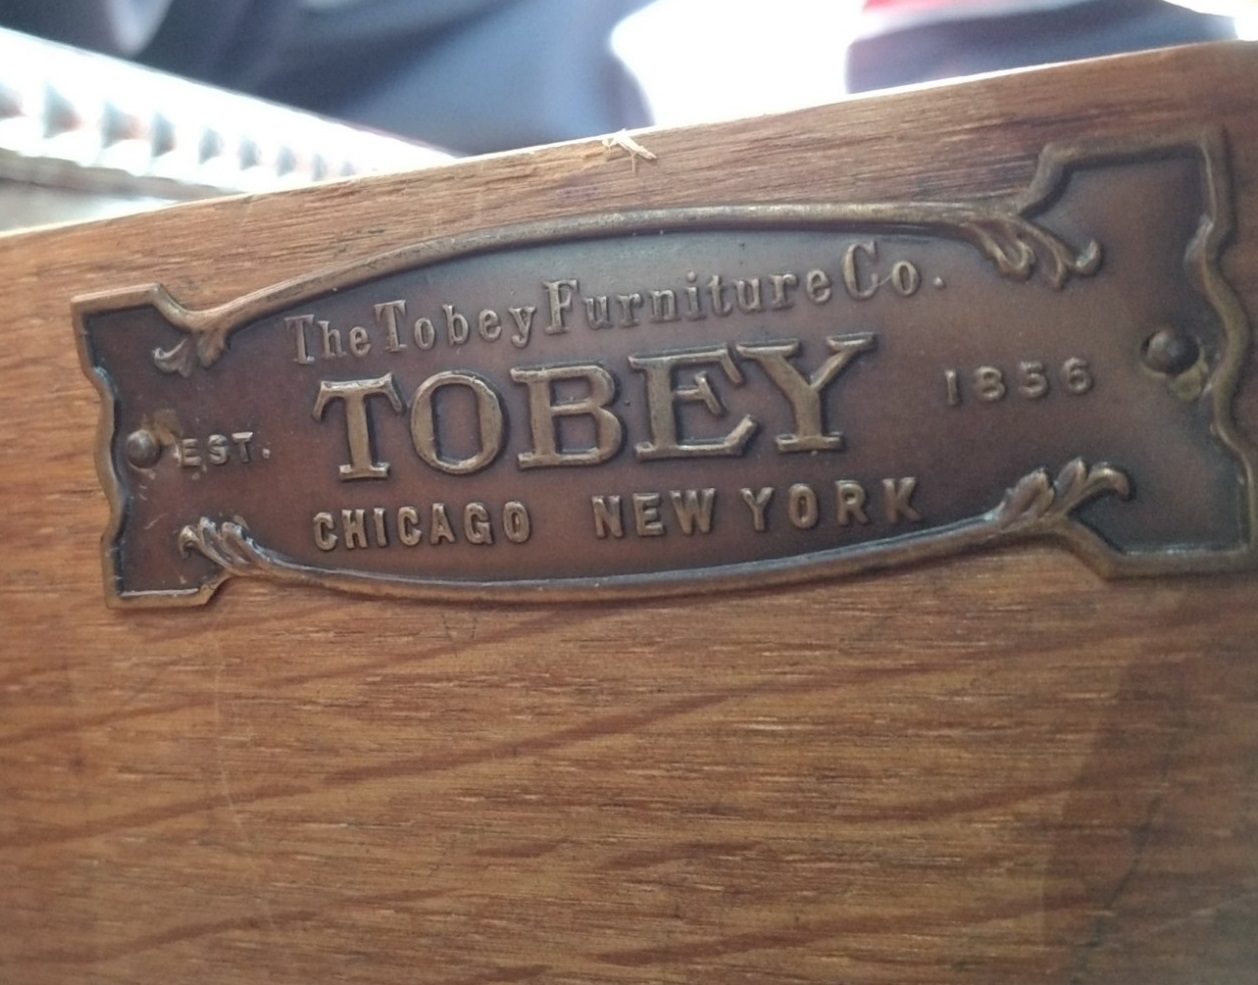 The Tobey Furniture Co.
EST. TOBEY 1856
CHICAGO NEW YORK